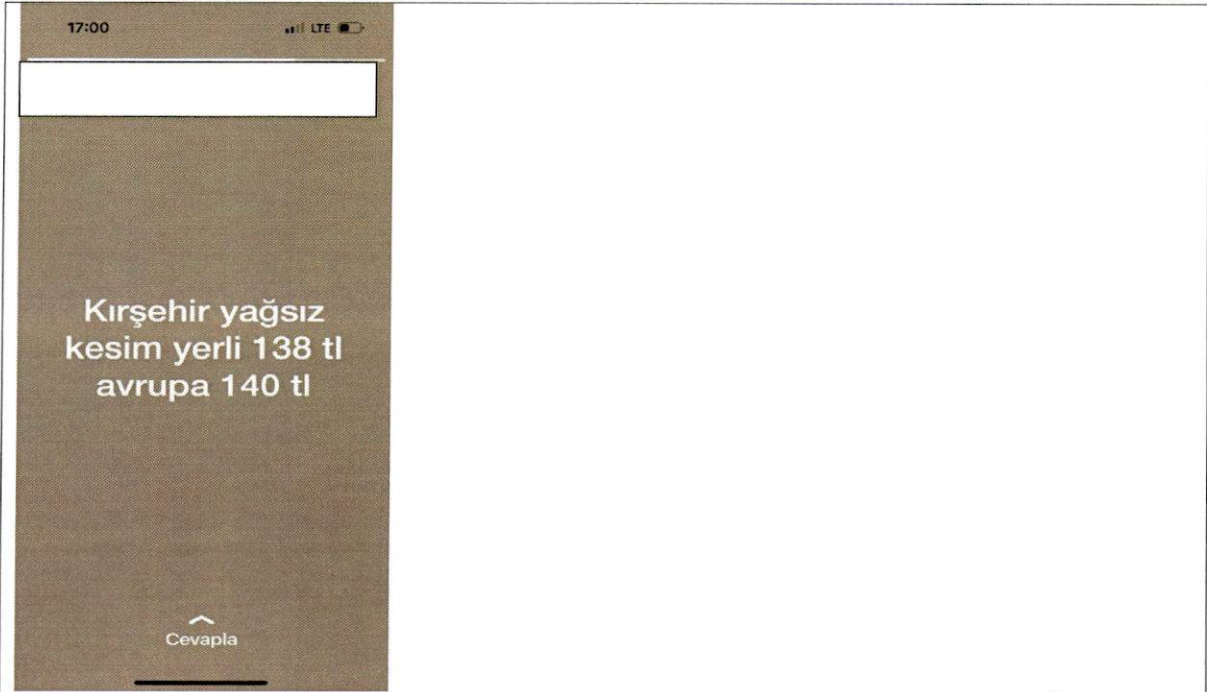 17:00 LTE
Kırşehir yağsız
kesim yerli 138 tl
avrupa 140 tl
Cevapla